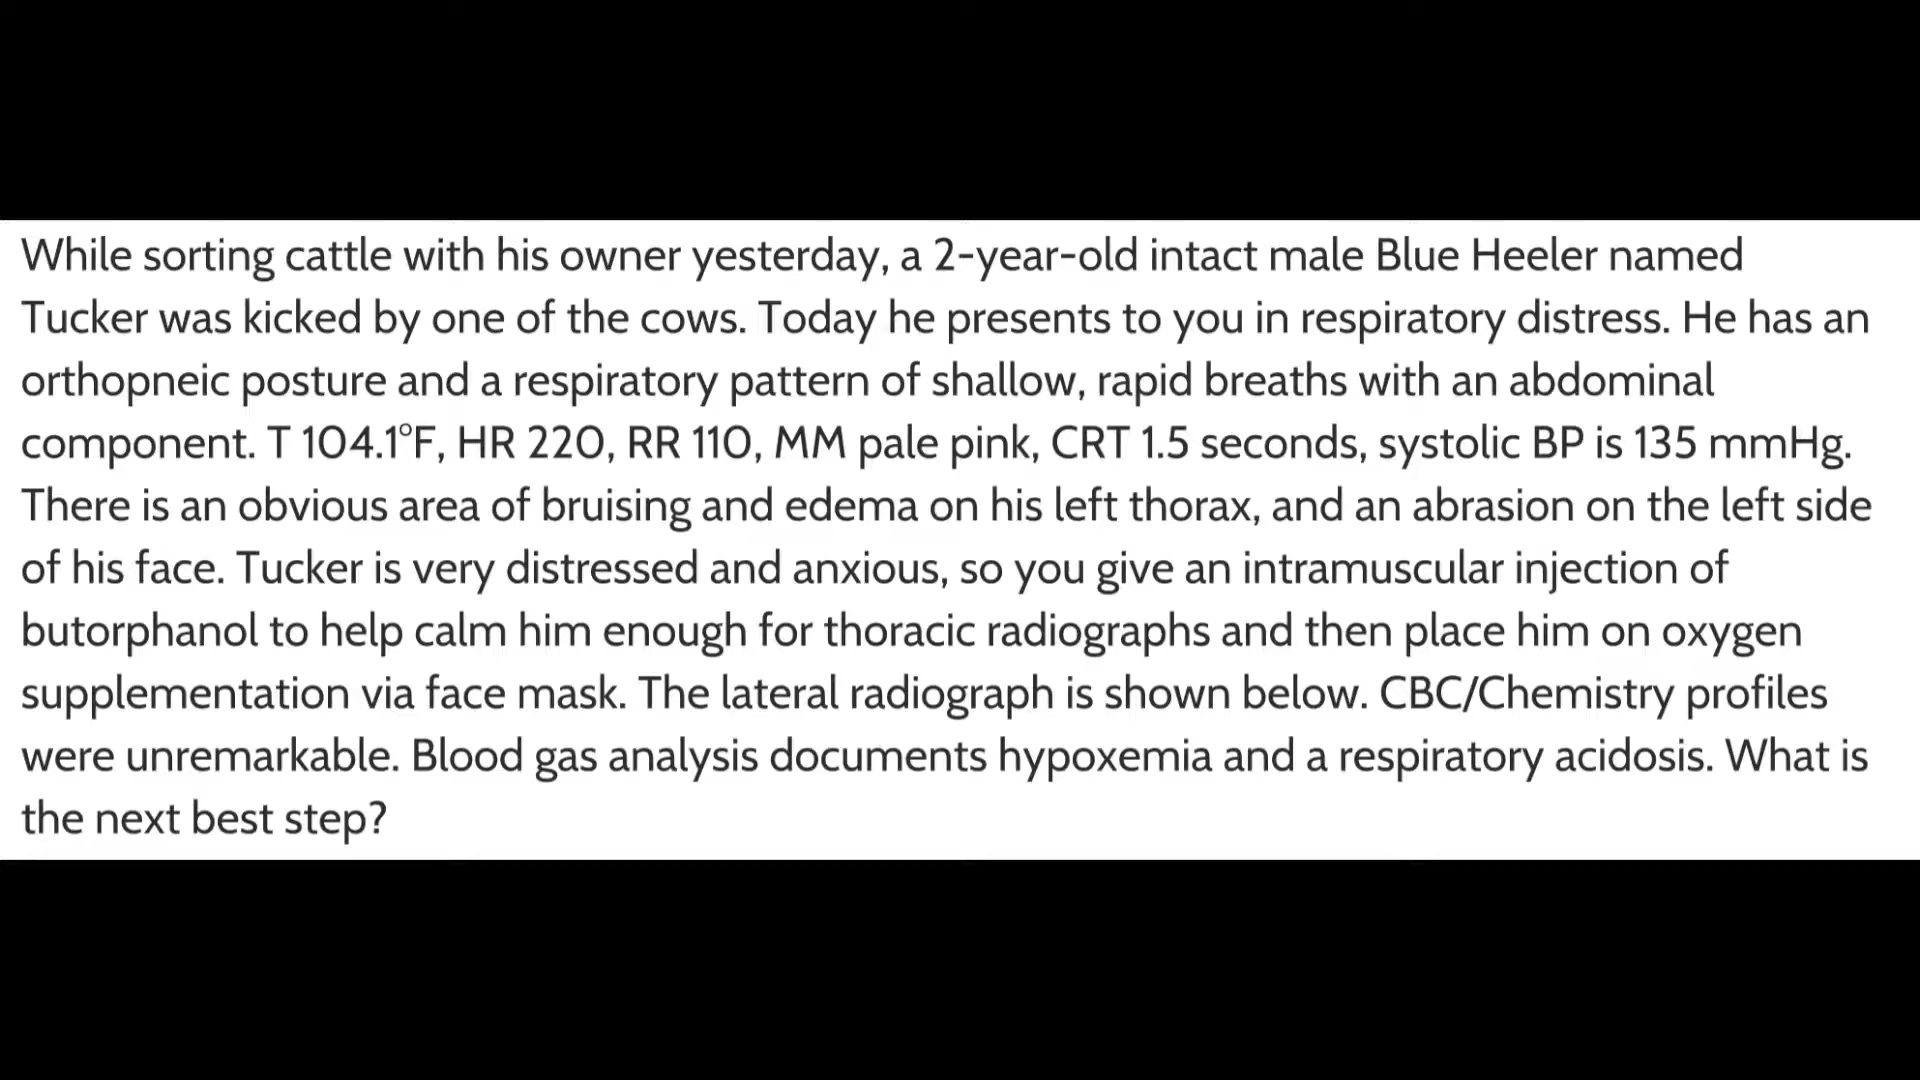 While sorting cattle with his owner yesterday, a 2-year-old intact male Blue Heeler named
Tucker was kicked by one of the cows. Today he presents to you in respiratory distress. He has an
orthopneic posture and a respiratory pattern of shallow, rapid breaths with an abdominal
component. T 104.1°F, HR 220, RR 110, MM pale pink, CRT 1.5 seconds, systolic BP is 135 mmHg.
There is an obvious area of bruising and edema on his left thorax, and an abrasion on the left side
of his face. Tucker is very distressed and anxious, so you give an intramuscular injection of
butorphanol to help calm him enough for thoracic radiographs and then place him on oxygen
supplementation via face mask. The lateral radiograph is shown below. CBC/Chemistry profiles
were unremarkable. Blood gas analysis documents hypoxemia and a respiratory acidosis. What is
the next best step?